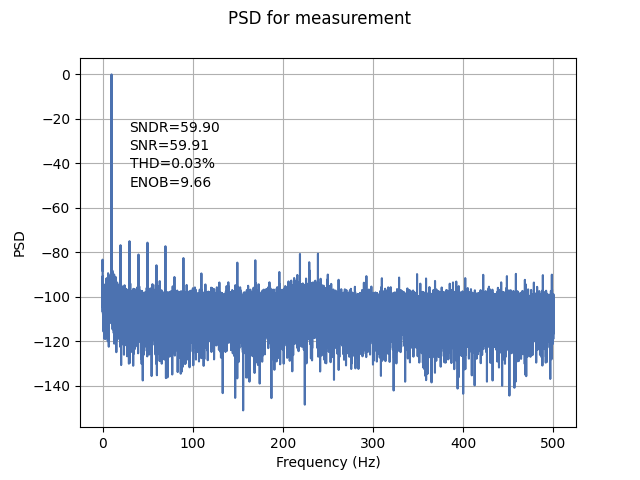 PSD for measurement
0
−20
−40
−60
−80
−100
−120
−140
PSD
SNDR=59.90
SNR=59.91
THD=0.03%
ENOB=9.66
0 100 200 300 400 500
Frequency (Hz)